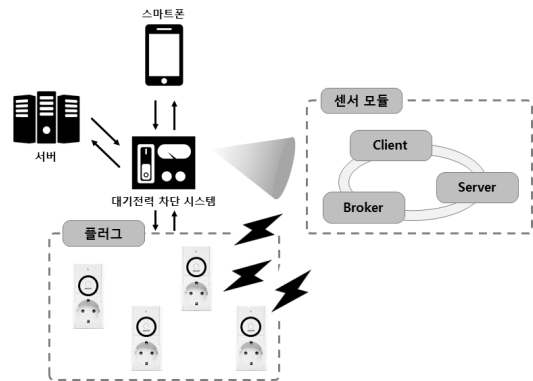 스마트폰
서버
대기전력 차단 시스템
센서 모듈
Client
Server
Broker
플러그